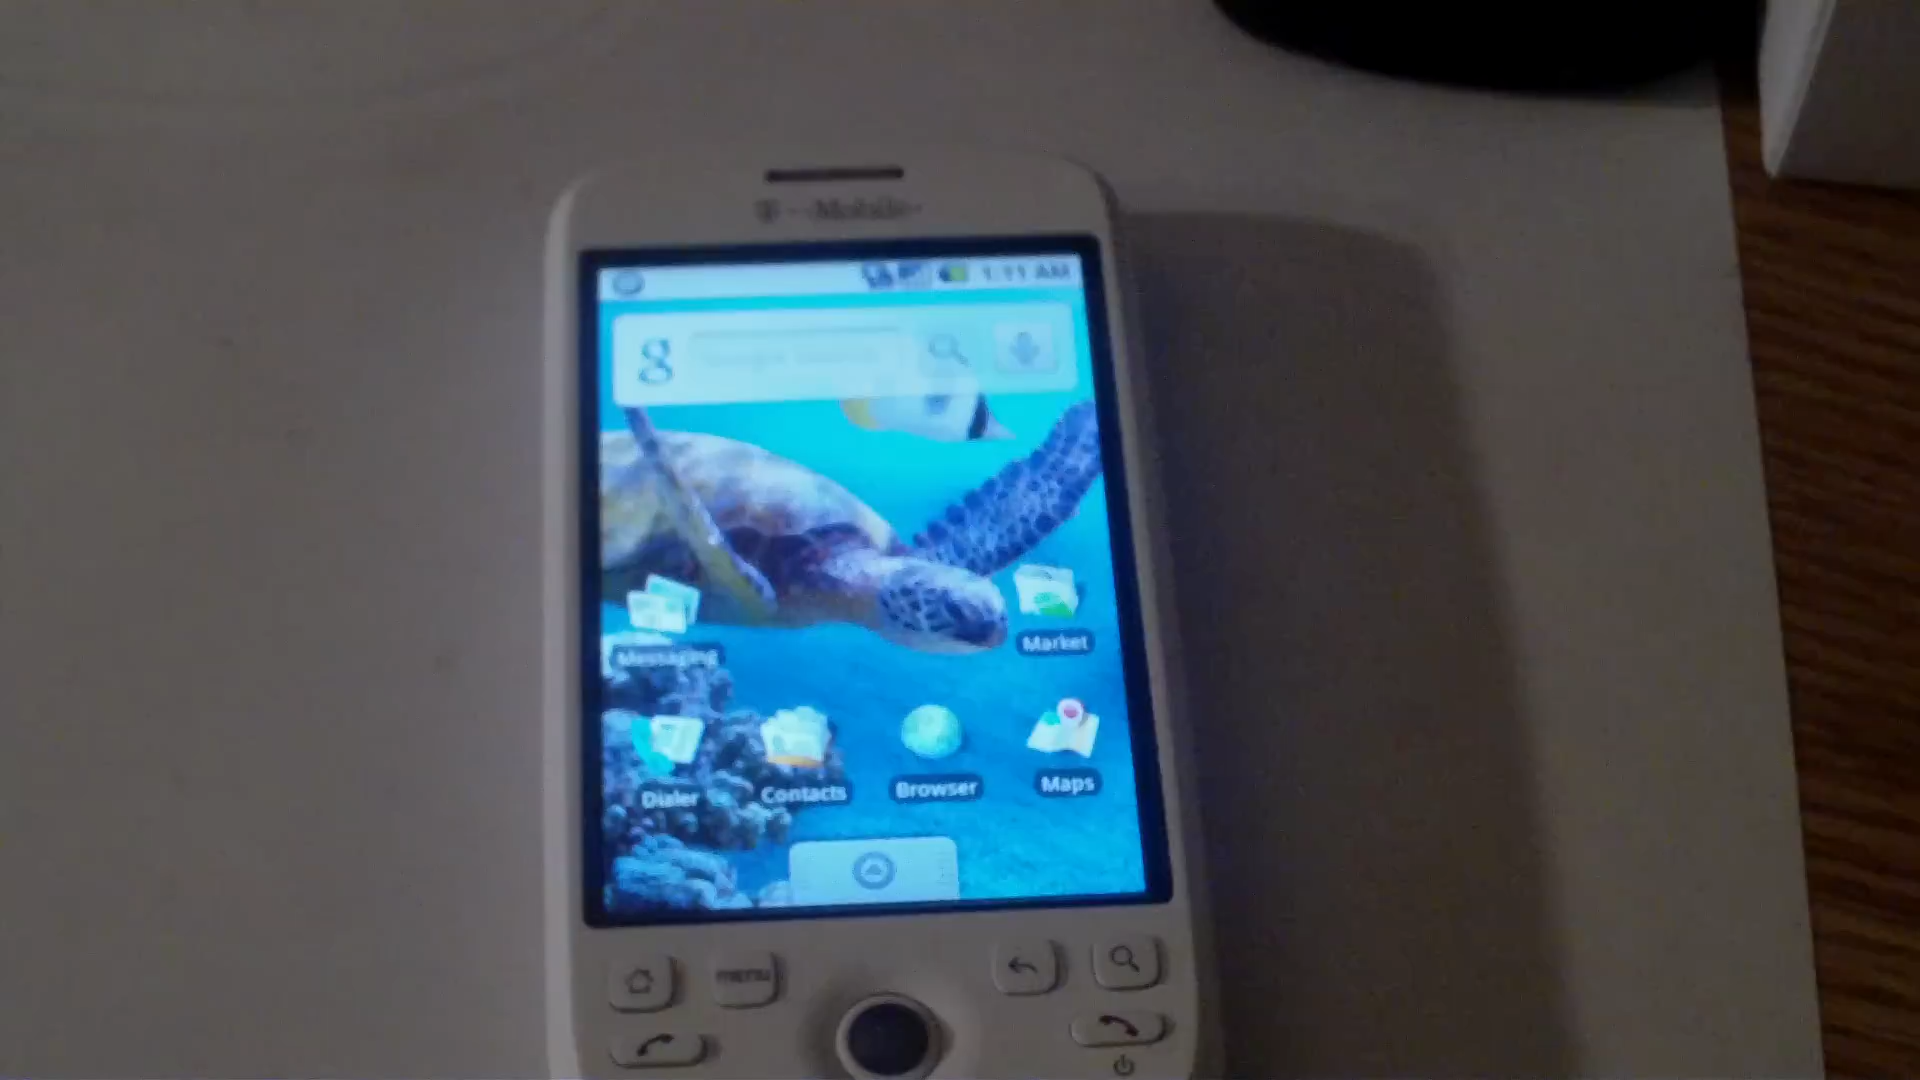 T-Mobile
1:11 AM
g
Messaging
Market
Dialer
Contacts
Browser
Maps
menu